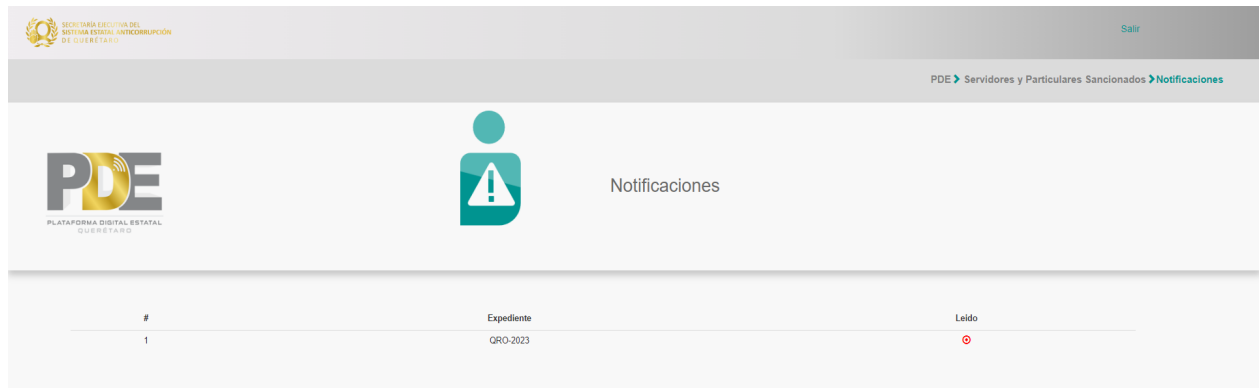 SECRETARÍA EJECUTIVA DEL
SISTEMA ESTATAL ANTICORRUPCIÓN
DE QUERÉTARO
Salir
PDE Servidores y Particulares Sancionados Notificaciones
PDE
PLATAFORMA DIGITAL ESTATAL
QUERÉTARO
Notificaciones
# Expediente Leido
1 QRO-2023